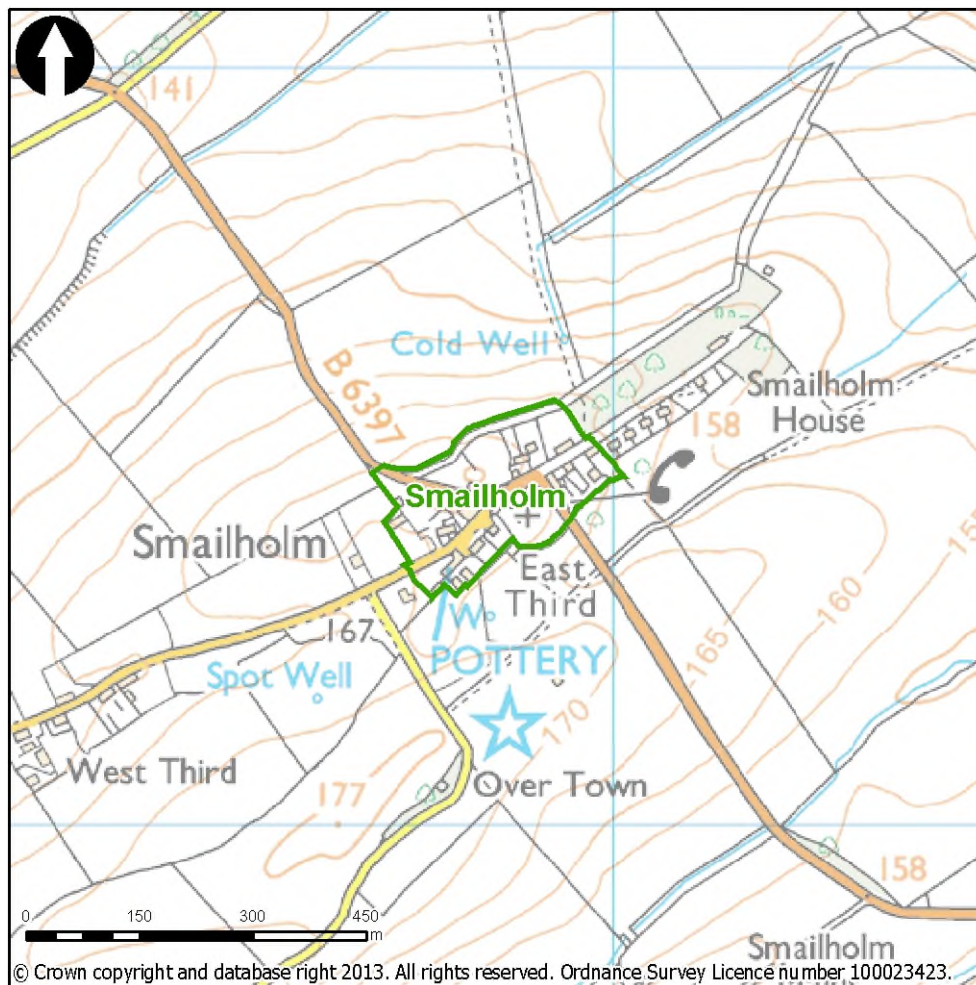 141
Cold Well
B 6397
Smailholm
House
158
Smailholm
Smailholm
East
Third
167
W
POTTERY
Spot Well
165
160
155
170
West Third
177
Over Town
158
0 150 300 450
m
Smailholm
© Crown copyright and database right 2013. All rights reserved. Ordnance Survey Licence number 100023423.